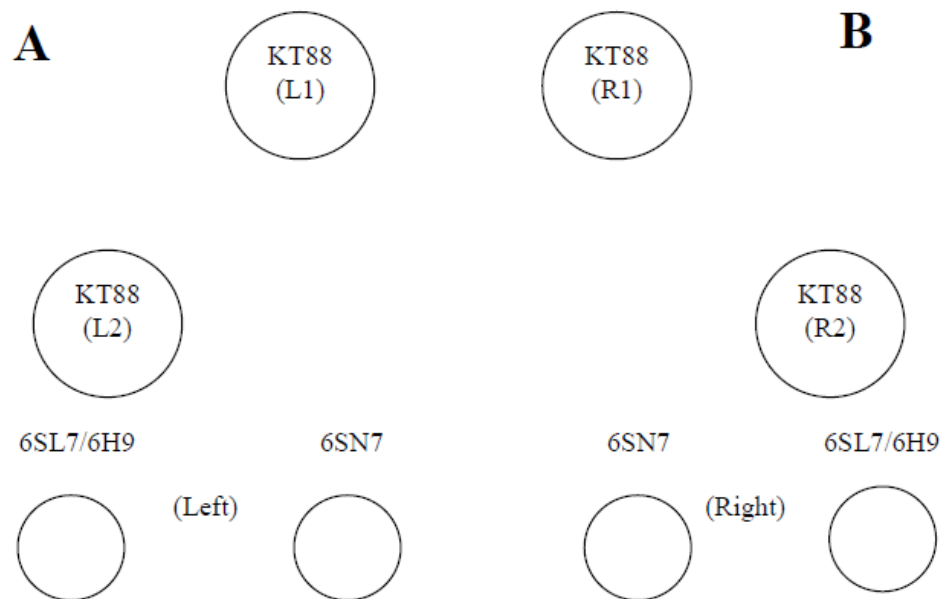 A
B
KT88
(L1)
KT88
(R1)
KT88
(L2)
KT88
(R2)
6SL7/6H9
6SN7
6SN7
6SL7/6H9
(Left)
(Right)